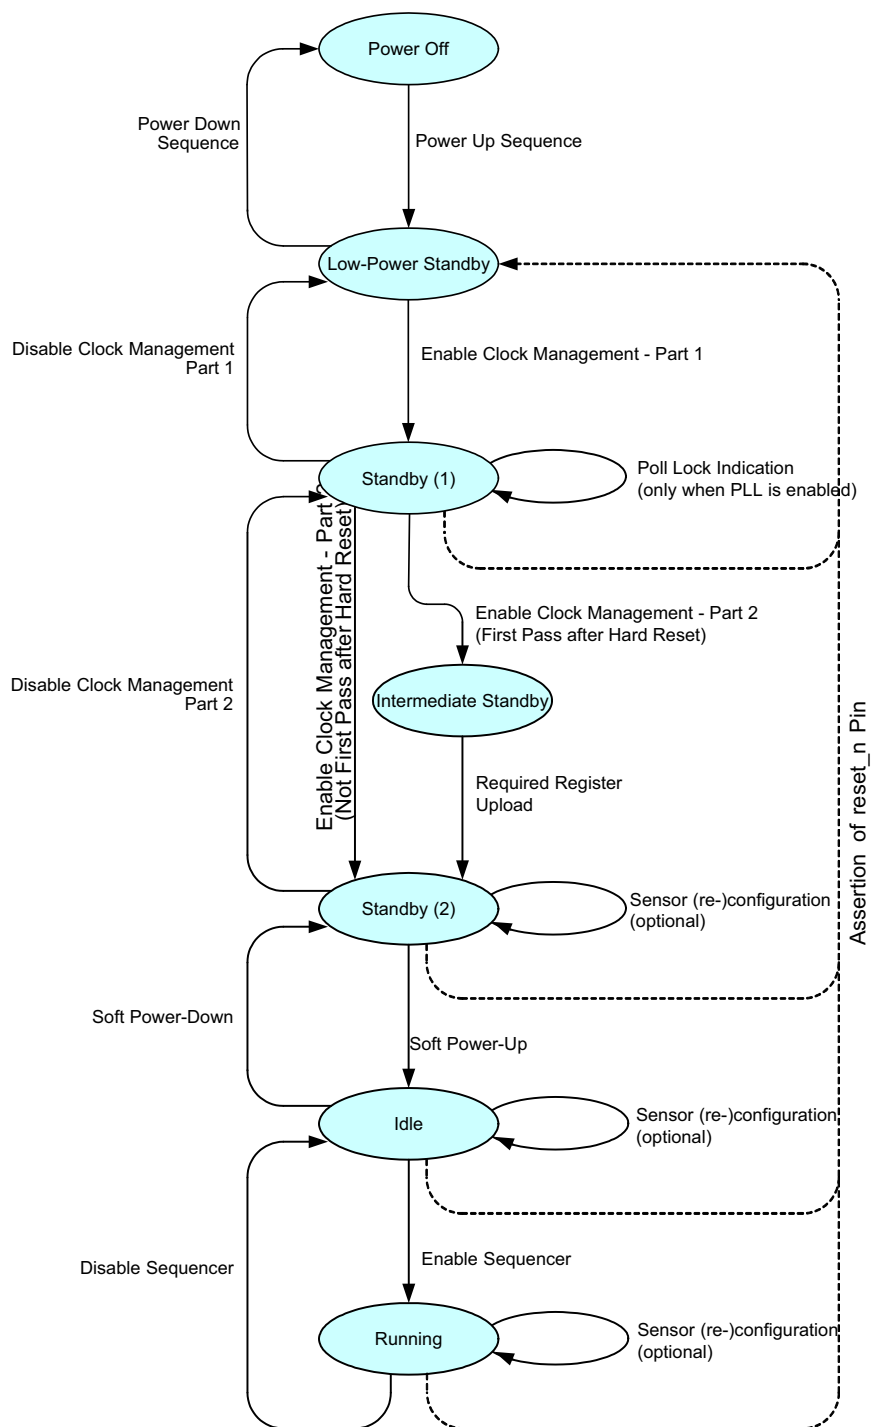 Power Off
Power Down
Sequence
Power Up Sequence
Low-Power Standby
Disable Clock Management
Part 1
Enable Clock Management - Part 1
Standby (1)
Poll Lock Indication
(only when PLL is enabled)
Enable Clock Management - Part
(Not First Pass after Hard Reset)
Enable Clock Management - Part 2
(First Pass after Hard Reset)
Disable Clock Management
Part 2
Intermediate Standby
Assertion of reset_n Pin
Required Register
Upload
Standby (2)
Sensor (re-)configuration
(optional)
Soft Power-Down
Soft Power-Up
Idle
Sensor (re-)configuration
(optional)
Disable Sequencer
Enable Sequencer
Running
Sensor (re-)configuration
(optional)